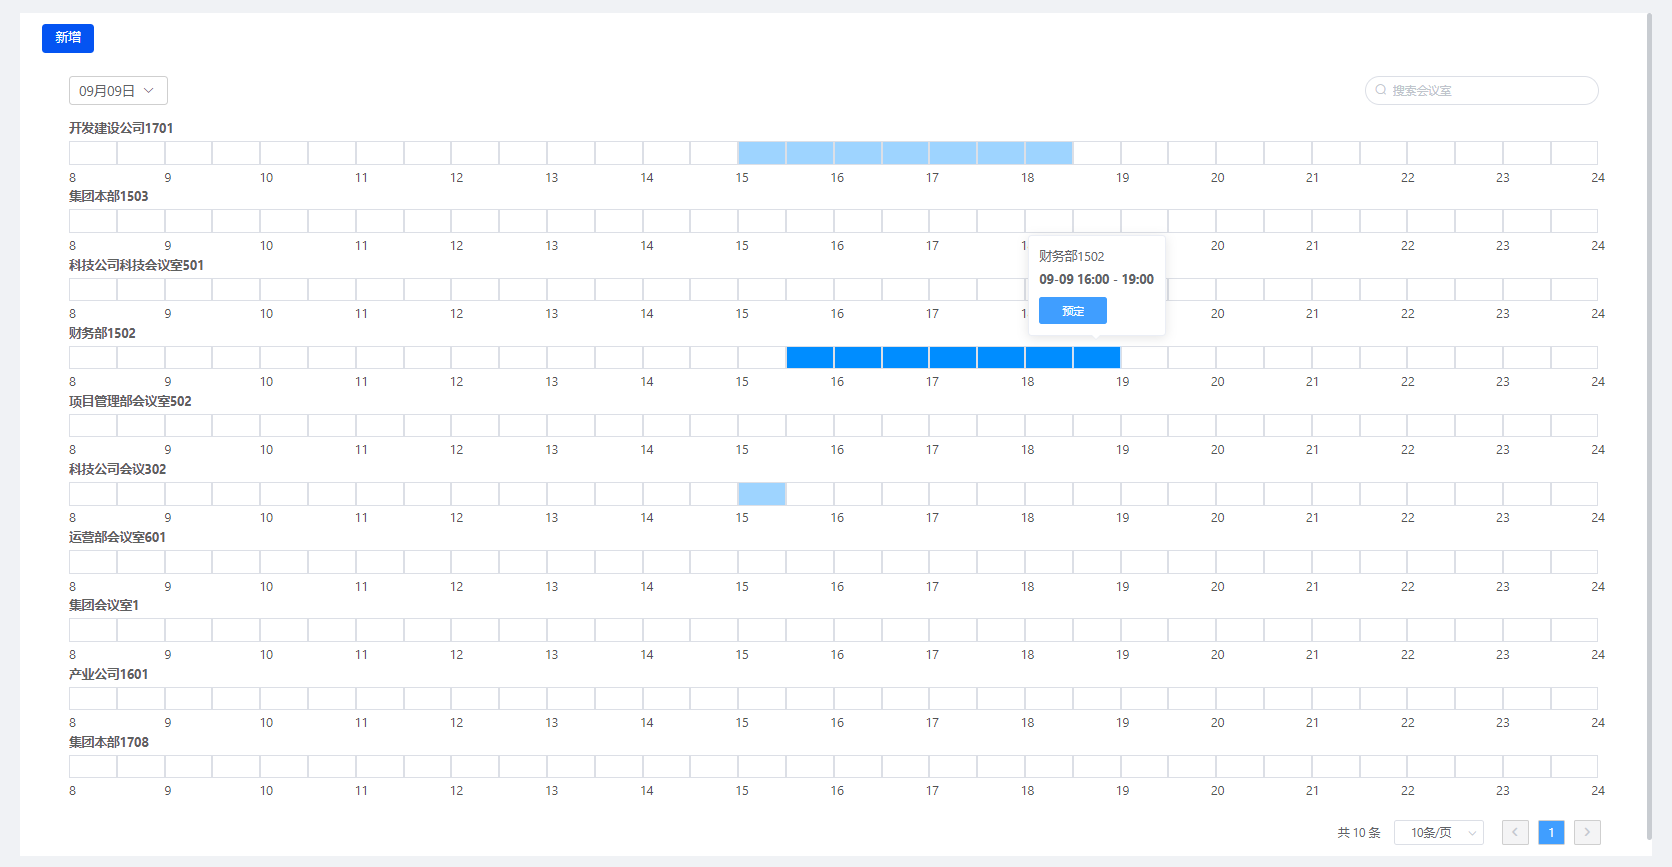 新增
09月09日
搜索会议室
开发建设公司1701
8 9 10 11 12 13 14 15 16 17 18 19 20 21 22 23 24
集团本部1503
8 9 10 11 12 13 14 15 16 17 1 20 21 22 23 24
科技公司科技会议室501
财务部1502
09-09 16:00 - 19:00
预定
8 9 10 11 12 13 14 15 16 17 1 20 21 22 23 24
财务部1502
8 9 10 11 12 13 14 15 16 17 18 19 20 21 22 23 24
项目管理部会议室502
8 9 10 11 12 13 14 15 16 17 18 19 20 21 22 23 24
科技公司会议302
8 9 10 11 12 13 14 15 16 17 18 19 20 21 22 23 24
运营部会议室601
8 9 10 11 12 13 14 15 16 17 18 19 20 21 22 23 24
集团会议室1
8 9 10 11 12 13 14 15 16 17 18 19 20 21 22 23 24
产业公司1601
8 9 10 11 12 13 14 15 16 17 18 19 20 21 22 23 24
集团本部1708
8 9 10 11 12 13 14 15 16 17 18 19 20 21 22 23 24
共 10 条 10条/页 1